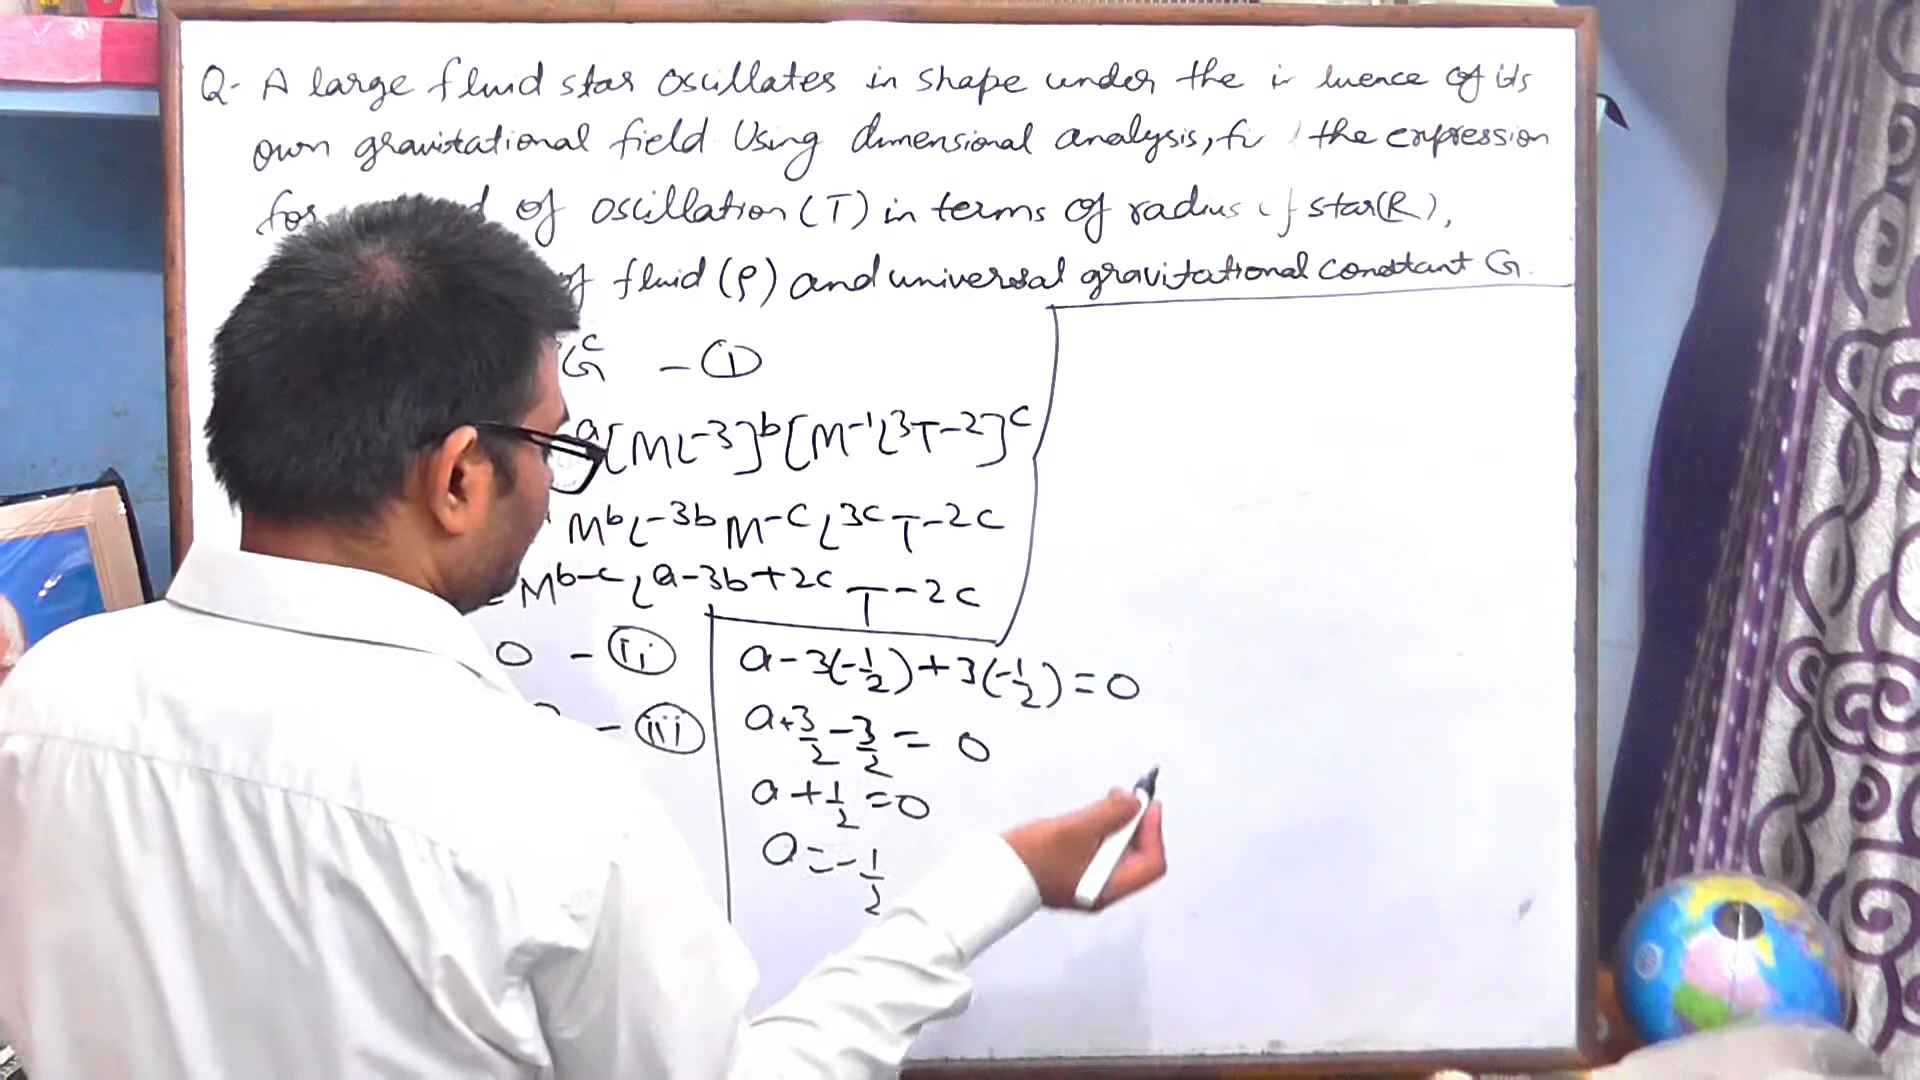 Q- A large fluid star oscillates in shape under the i luence of its
own gravitational field Using dimensional analysis, fi the expression
for of oscillation (T) in terms of radius of star(R),
of fluid (ρ) and universal gravitational constant G.
G^c - (I)
a[ML^-3]^b [M^-1L^3T^-2]^c
M^b L^-3b M^-c L^3c T^-2c
= M^b-c L^a-3b+2c T^-2c
0 - (ii)
- (iii)
a-3(-1/2)+3(-1/2)=0
a+3/2-3/2=0
a+1/2=0
a=-1/2